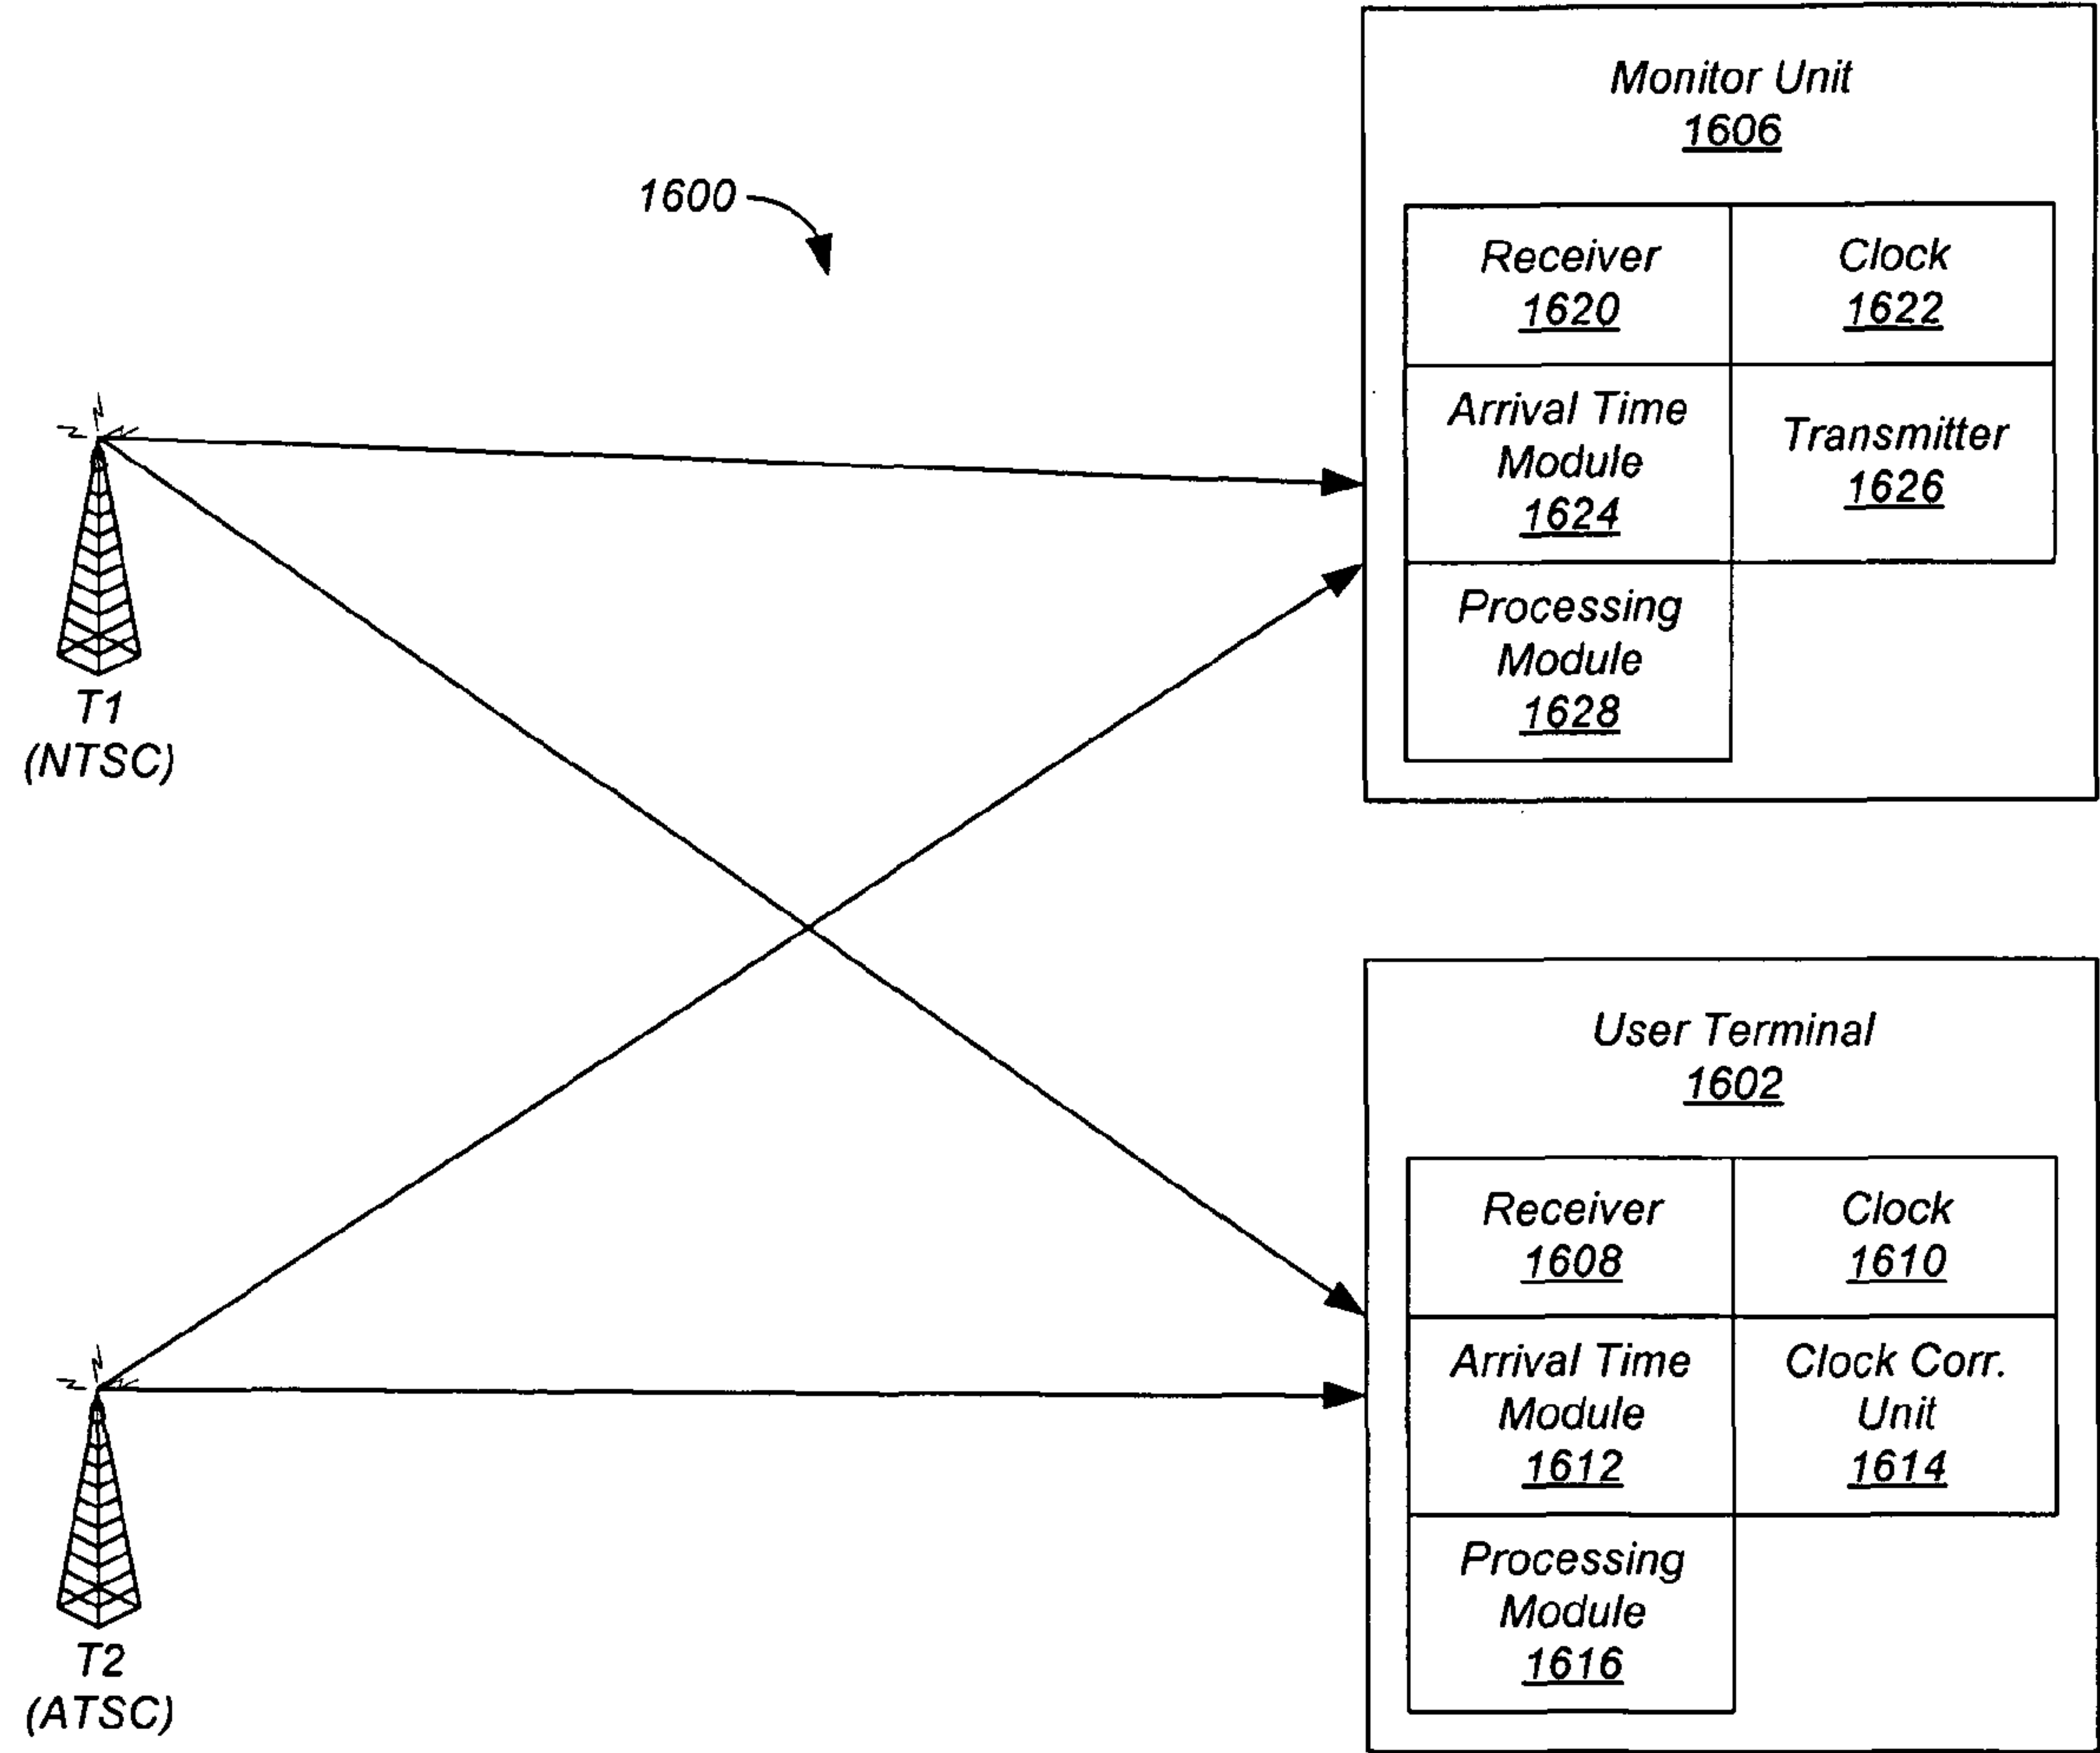 1600
T1
(NTSC)
T2
(ATSC)
Monitor Unit
1606
Receiver
1620
Clock
1622
Arrival Time
Module
1624
Transmitter
1626
Processing
Module
1628
User Terminal
1602
Receiver
1608
Clock
1610
Arrival Time
Module
1612
Clock Corr.
Unit
1614
Processing
Module
1616